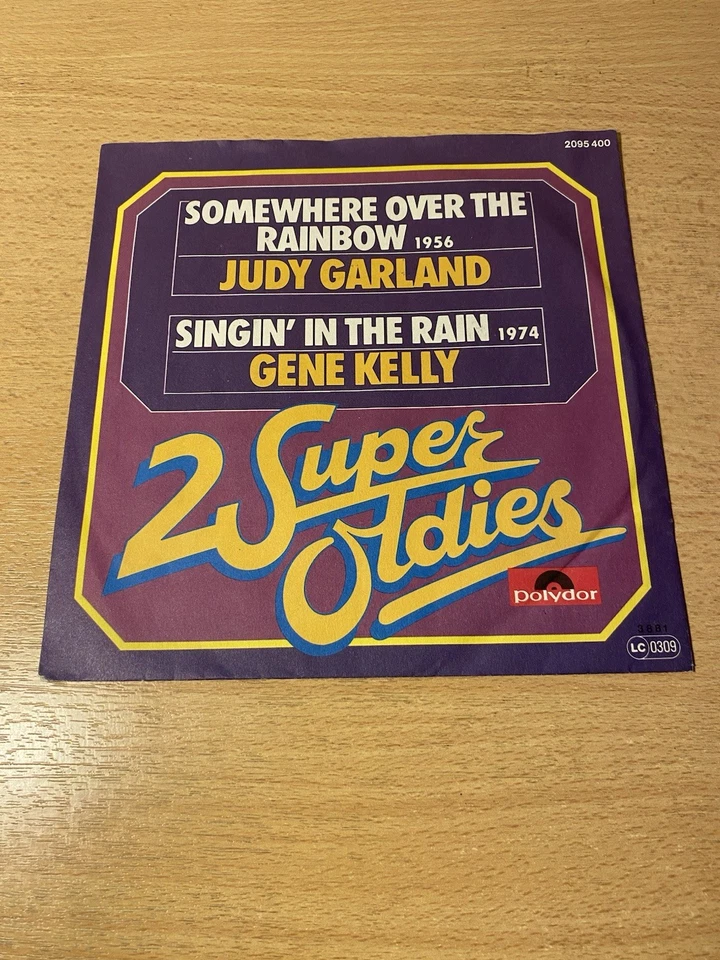 2095 400
SOMEWHERE OVER THE
RAINBOW 1956
JUDY GARLAND
SINGIN' IN THE RAIN 1974
GENE KELLY
2 Super
Oldies
polydor
3881
LC 0309